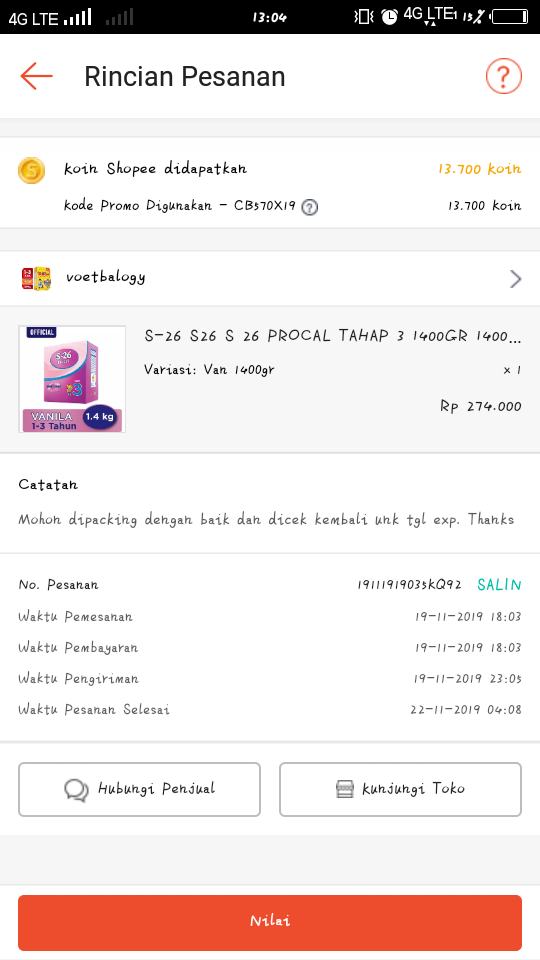 4G LTE 13:04 4G LTE1 15%
Rincian Pesanan ?
Koin Shopee didapatkan 13.700 Koin
Kode Promo Digunakan - CB570X19 ? 13.700 Koin
voetbalogy
OFFICIAL
S-26
3
VANILA 1.4 kg
1-3 Tahun
S-26 S26 S 26 PROCAL TAHAP 3 1400GR 1400...
Variasi: Van 1400gr x 1
Rp 274.000
Catatan
Mohon dipacking dengan baik dan dicek kembali unk tgl exp. Thanks
No. Pesanan 19111919035KQ92 SALIN
Waktu Pemesanan 19-11-2019 18:03
Waktu Pembayaran 19-11-2019 18:03
Waktu Pengiriman 19-11-2019 23:05
Waktu Pesanan Selesai 22-11-2019 04:08
Hubungi Penjual Kunjungi Toko
Nilai